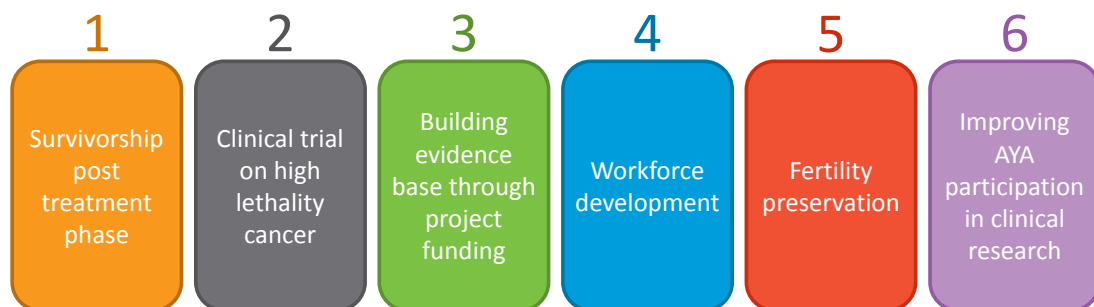 1
Survivorship
post
treatment
phase
2
Clinical trial
on high
lethality
cancer
3
Building
evidence
base through
project
funding
4
Workforce
development
5
Fertility
preservation
6
Improving
AYA
participation
in clinical
research